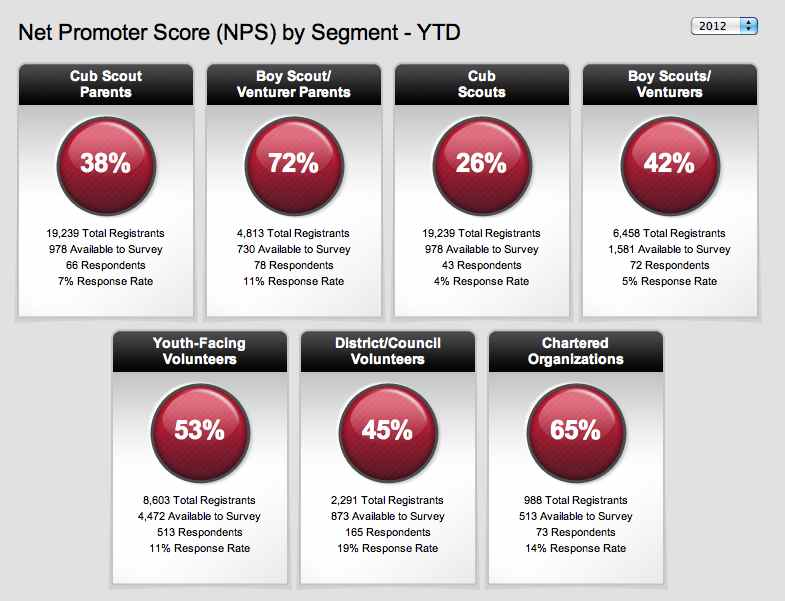 Net Promoter Score (NPS) by Segment - YTD
2012
Cub Scout
Parents
38%
19,239 Total Registrants
978 Available to Survey
66 Respondents
7% Response Rate
Boy Scout/
Venturer Parents
72%
4,813 Total Registrants
730 Available to Survey
78 Respondents
11% Response Rate
Cub
Scouts
26%
19,239 Total Registrants
978 Available to Survey
43 Respondents
4% Response Rate
Boy Scouts/
Venturers
42%
6,458 Total Registrants
1,581 Available to Survey
72 Respondents
5% Response Rate
Youth-Facing
Volunteers
53%
8,603 Total Registrants
4,472 Available to Survey
513 Respondents
11% Response Rate
District/Council
Volunteers
45%
2,291 Total Registrants
873 Available to Survey
165 Respondents
19% Response Rate
Chartered
Organizations
65%
988 Total Registrants
513 Available to Survey
73 Respondents
14% Response Rate